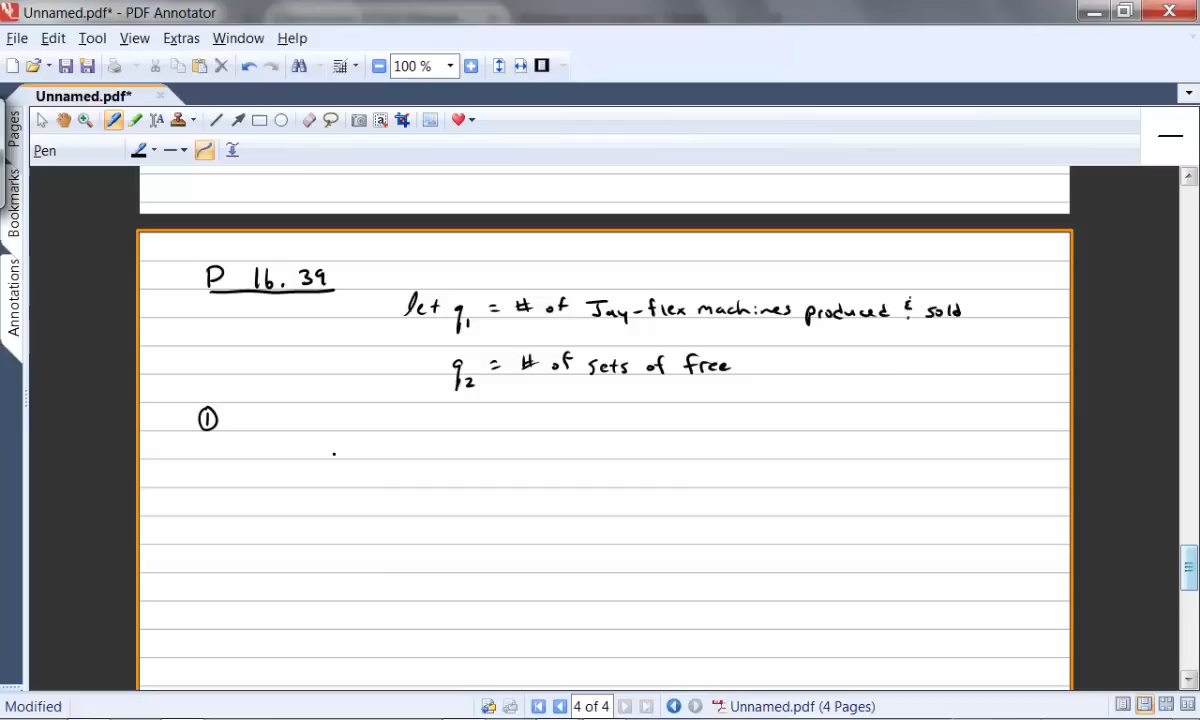 Unnamed.pdf* - PDF Annotator
File Edit Tool View Extras Window Help
100 %
Unnamed.pdf*
Pen
Pages
Bookmarks
Annotations
P 16.39
let q1 = # of Jay-flex machines produced & sold
q2 = # of sets of free
①
Modified
4 of 4
Unnamed.pdf (4 Pages)